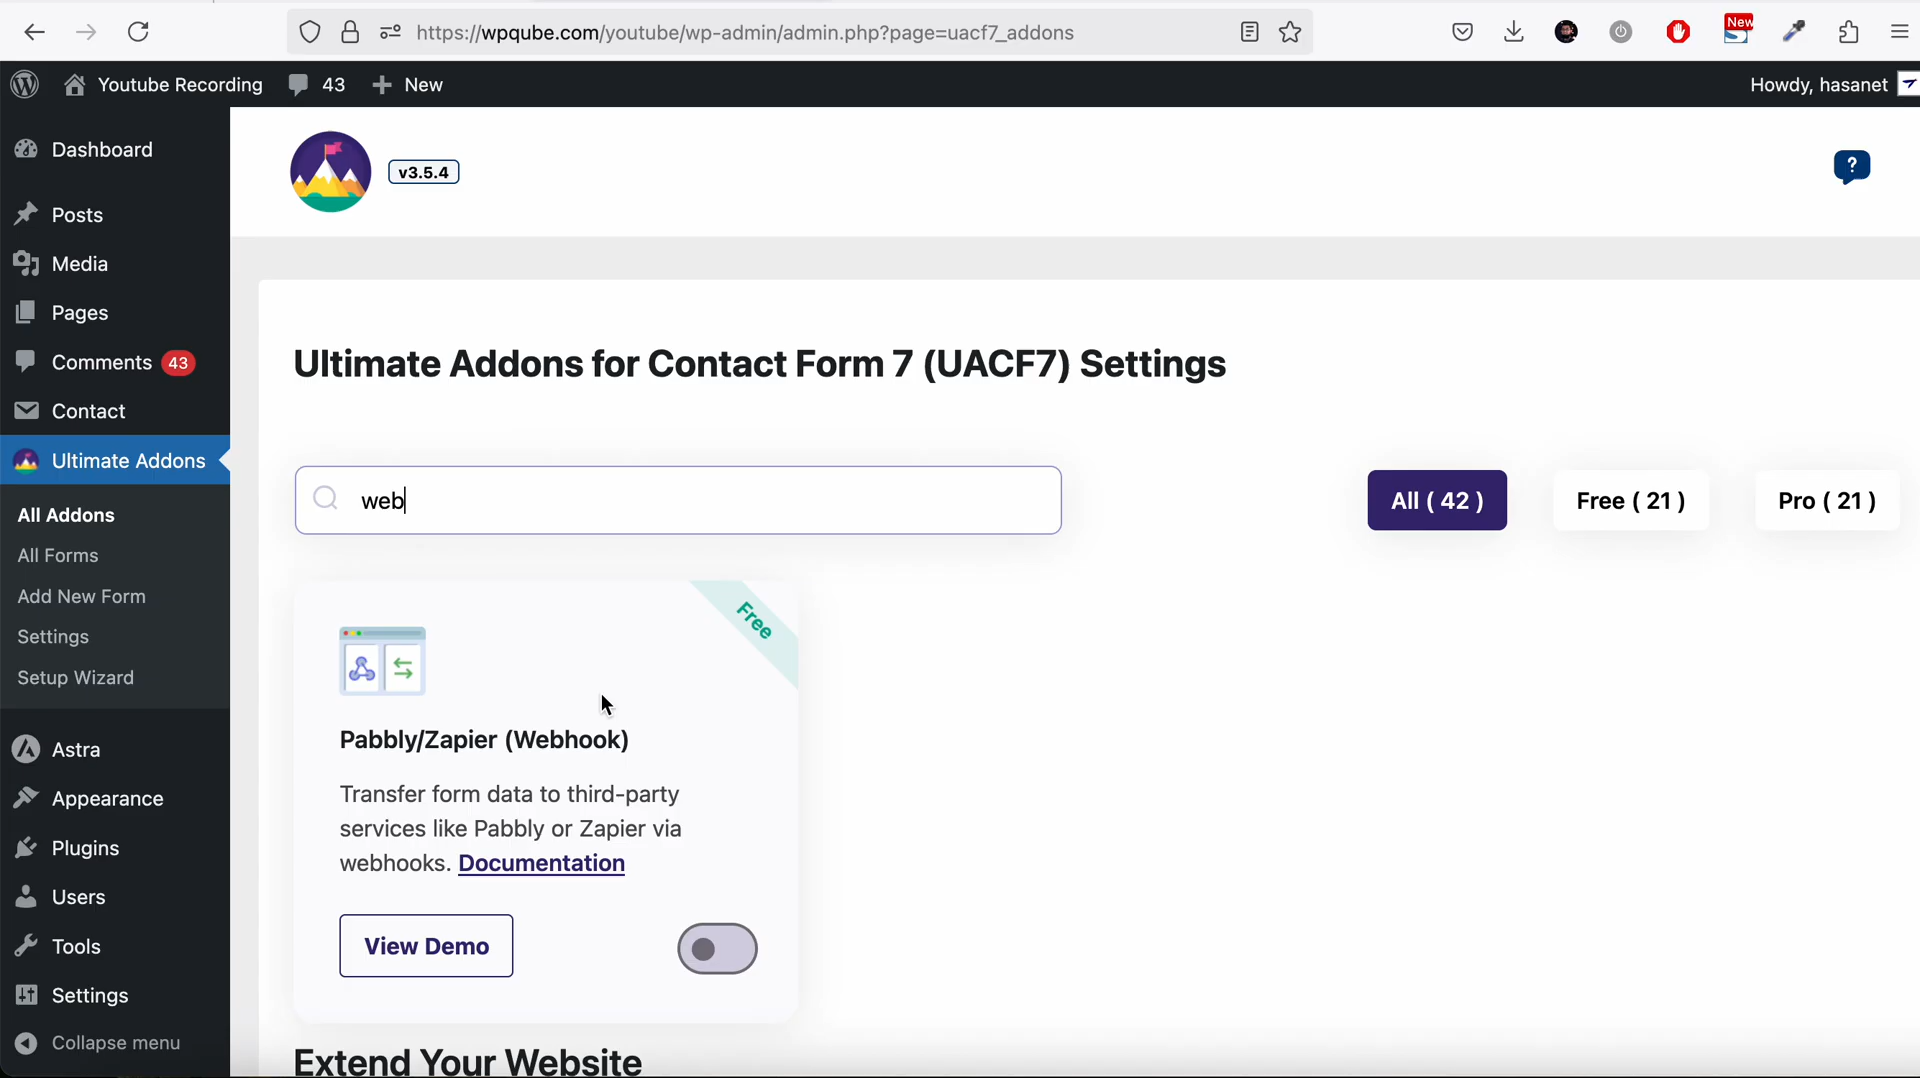 https://wpqube.com/youtube/wp-admin/admin.php?page=uacf7_addons
New
Youtube Recording
43
New
Howdy, hasanet
Dashboard
Posts
Media
Pages
Comments 43
Contact
Ultimate Addons
All Addons
All Forms
Add New Form
Settings
Setup Wizard
Astra
Appearance
Plugins
Users
Tools
Settings
Collapse menu
v3.5.4
?
Ultimate Addons for Contact Form 7 (UACF7) Settings
web
All ( 42 )
Free ( 21 )
Pro ( 21 )
Free
Pabbly/Zapier (Webhook)
Transfer form data to third-party
services like Pabbly or Zapier via
webhooks. Documentation
View Demo
Extend Your Website